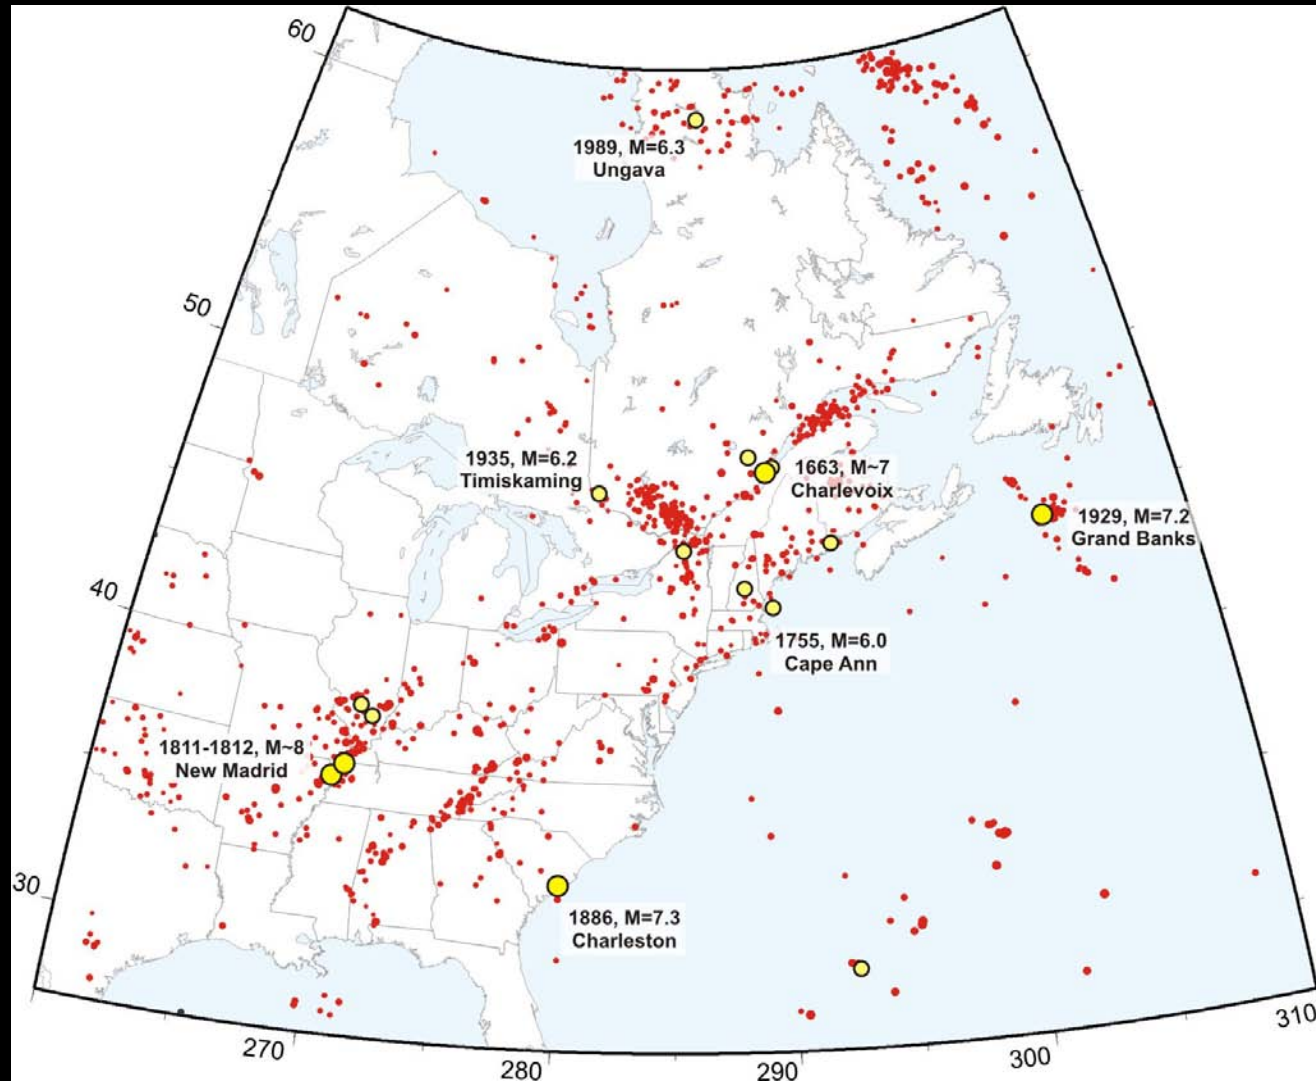 60
1989, M=6.3
Ungava
50
1935, M=6.2
Timiskaming
1663, M~7
Charlevoix
1929, M=7.2
Grand Banks
40
1755, M=6.0
Cape Ann
1811-1812, M~8
New Madrid
30
1886, M=7.3
Charleston
270
280
290
300
310